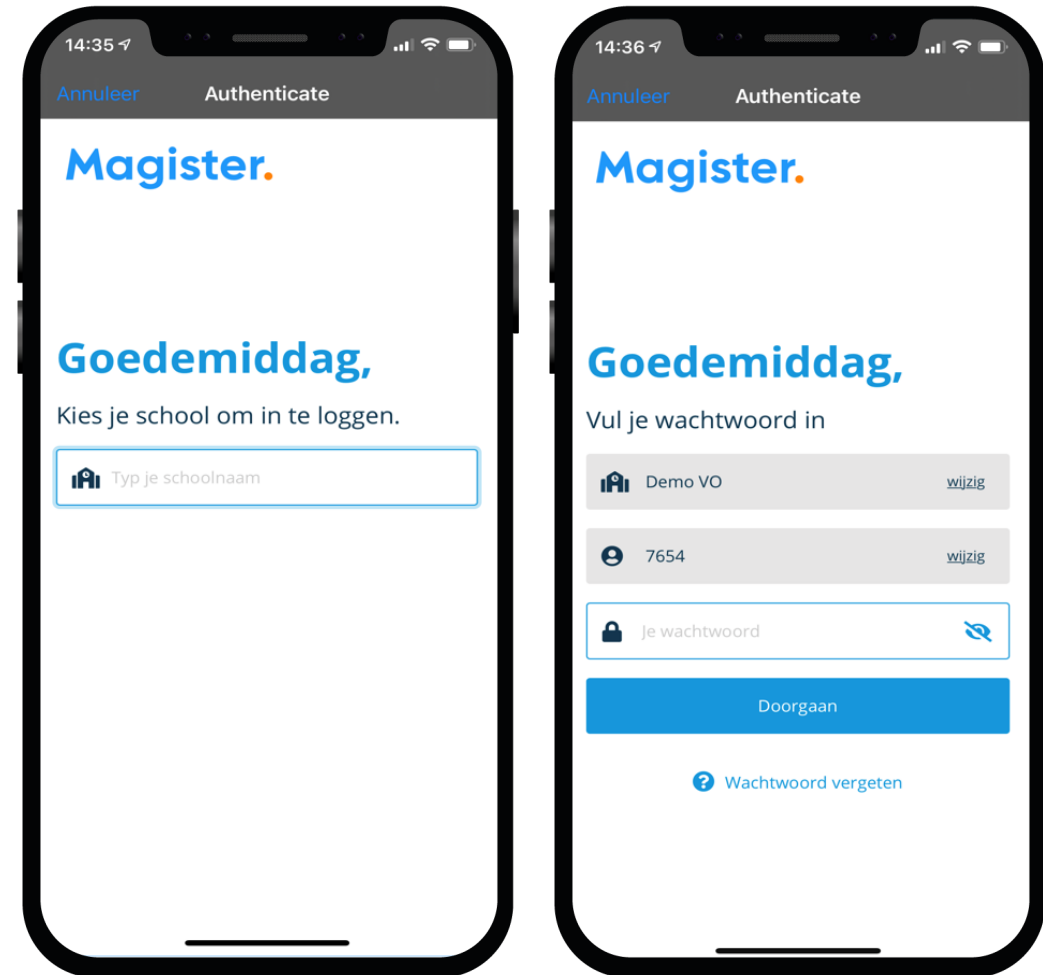 14:35
Annuleer Authenticate
Magister.
Goedemiddag,
Kies je school om in te loggen.
Typ je schoolnaam
14:36
Annuleer Authenticate
Magister.
Goedemiddag,
Vul je wachtwoord in
Demo VO wijzig
7654 wijzig
Je wachtwoord
Doorgaan
Wachtwoord vergeten